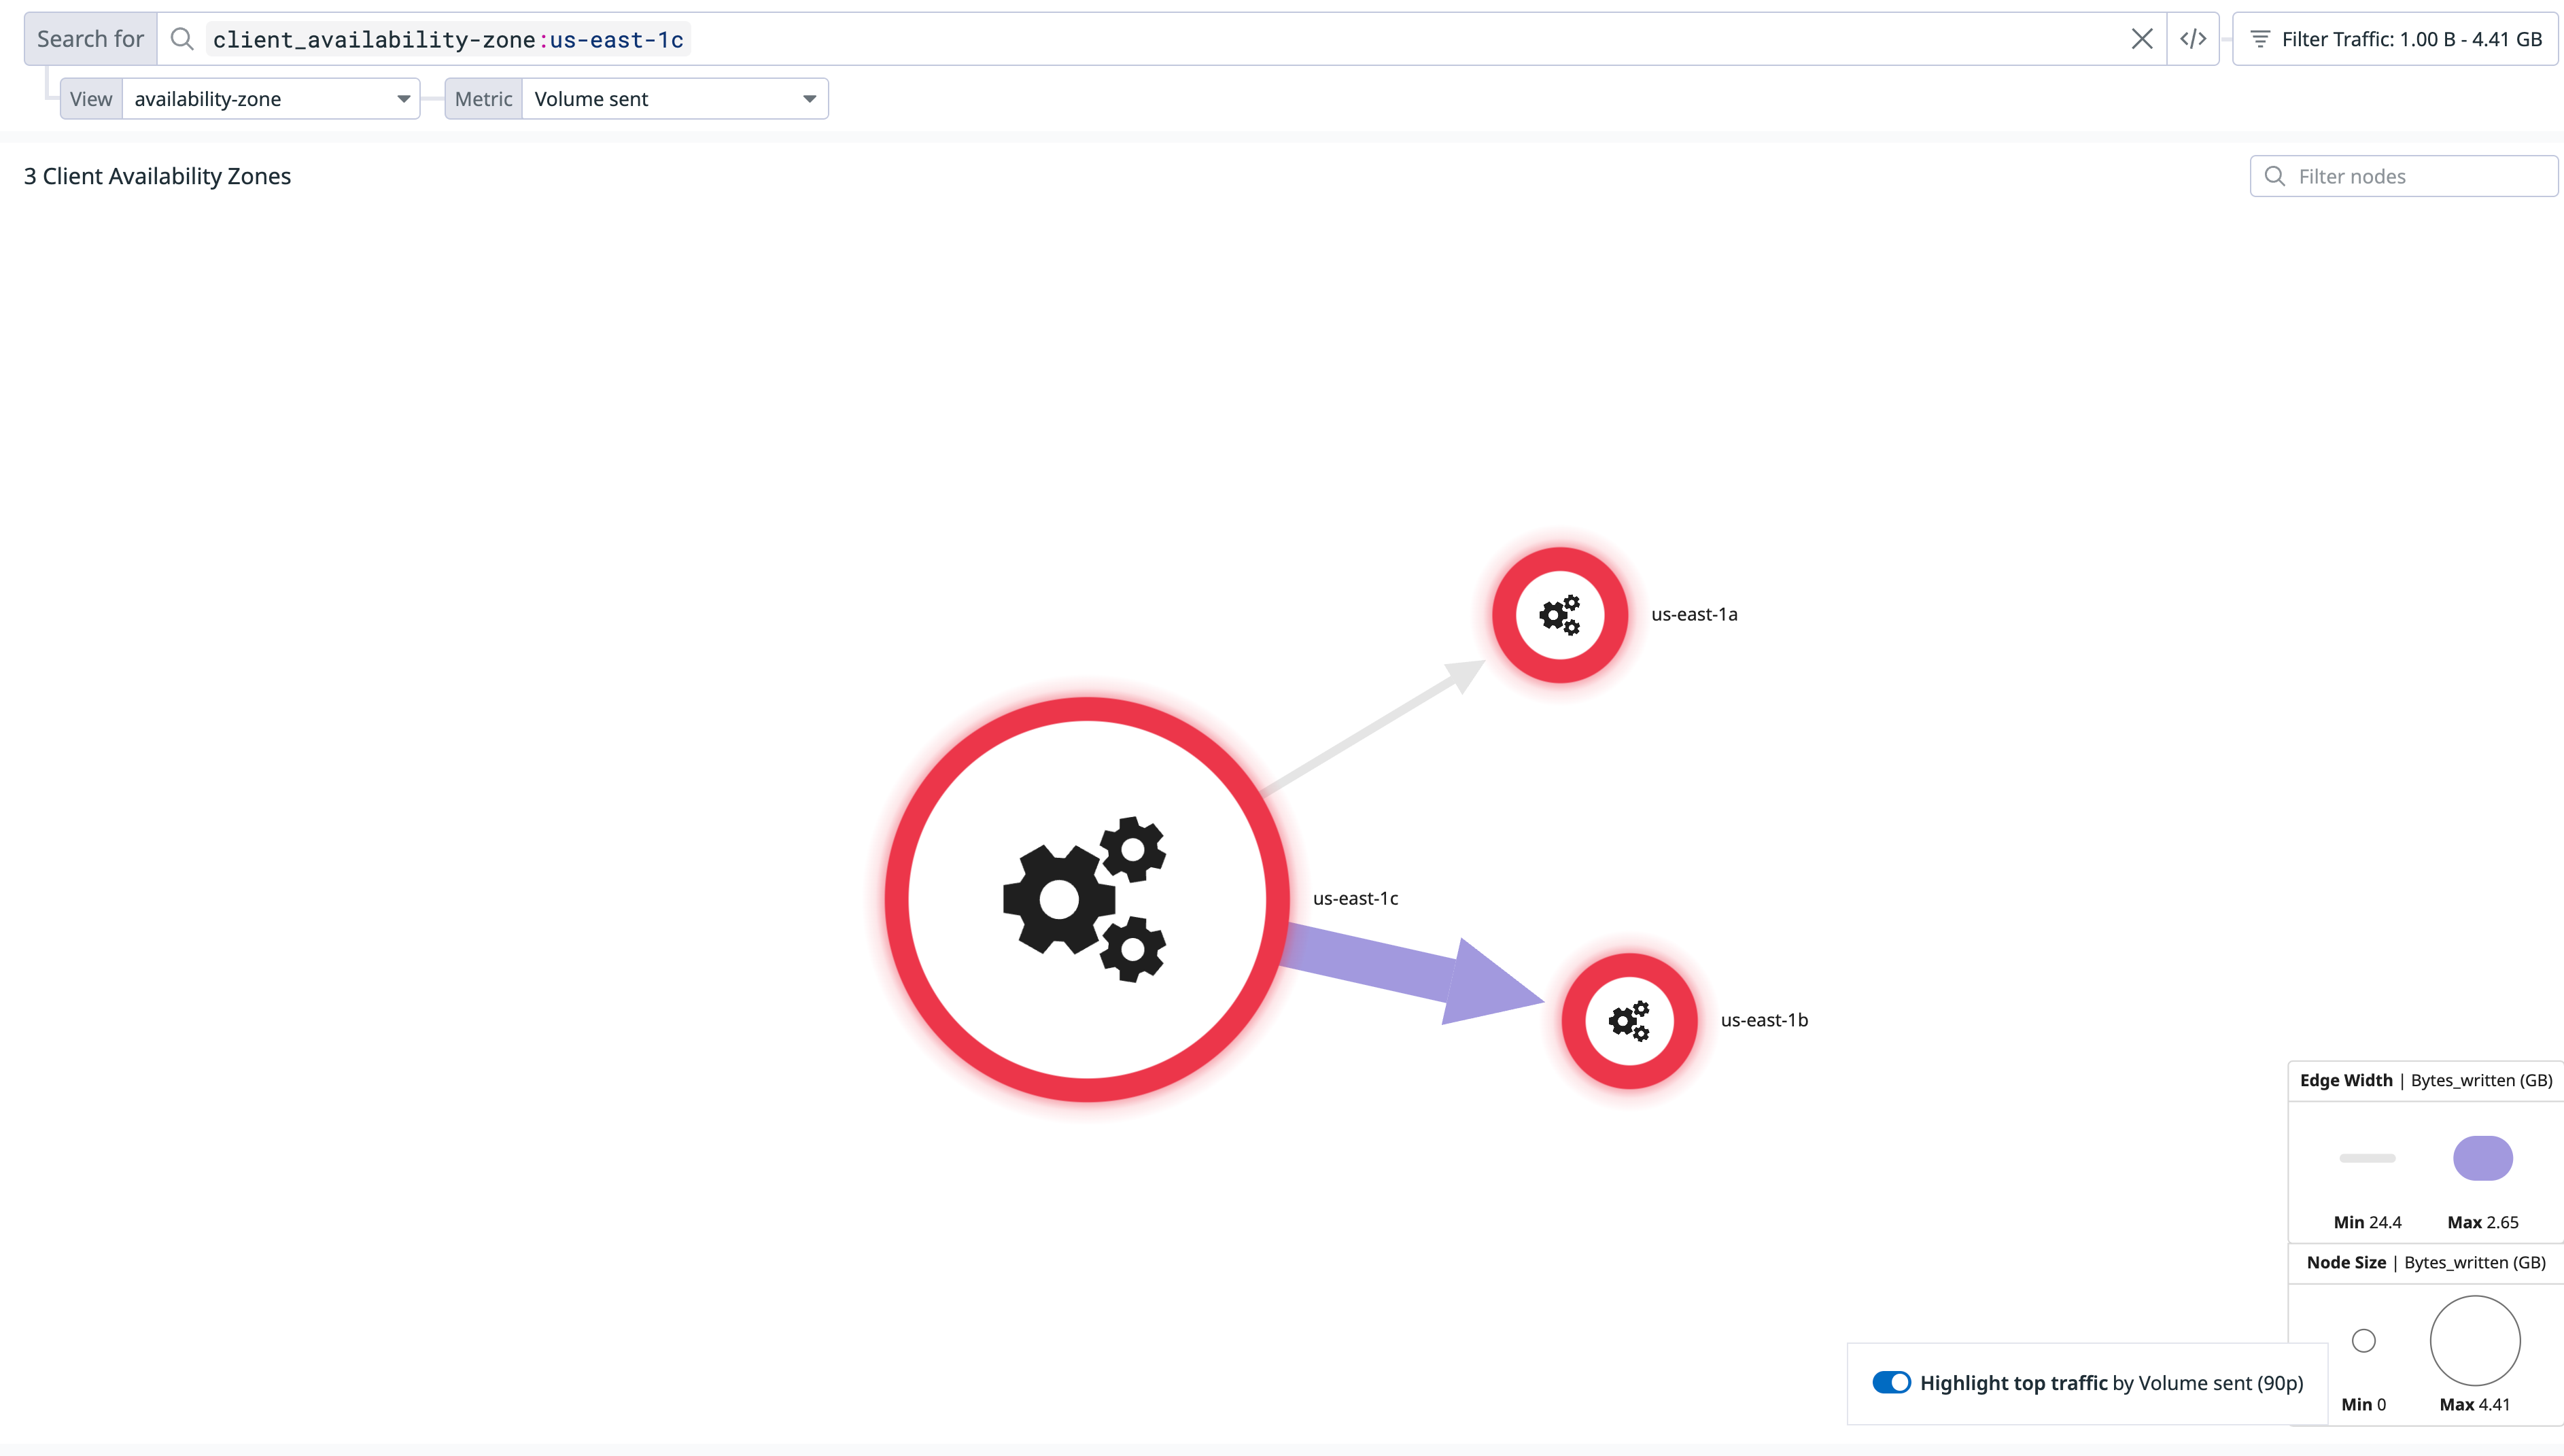 Search for client_availability-zone:us-east-1c </> Filter Traffic: 1.00 B - 4.41 GB
View availability-zone Metric Volume sent
3 Client Availability Zones Filter nodes
us-east-1a
us-east-1c
us-east-1b
Edge Width | Bytes_written (GB)
Min 24.4 Max 2.65
Node Size | Bytes_written (GB)
Highlight top traffic by Volume sent (90p)
Min 0 Max 4.41